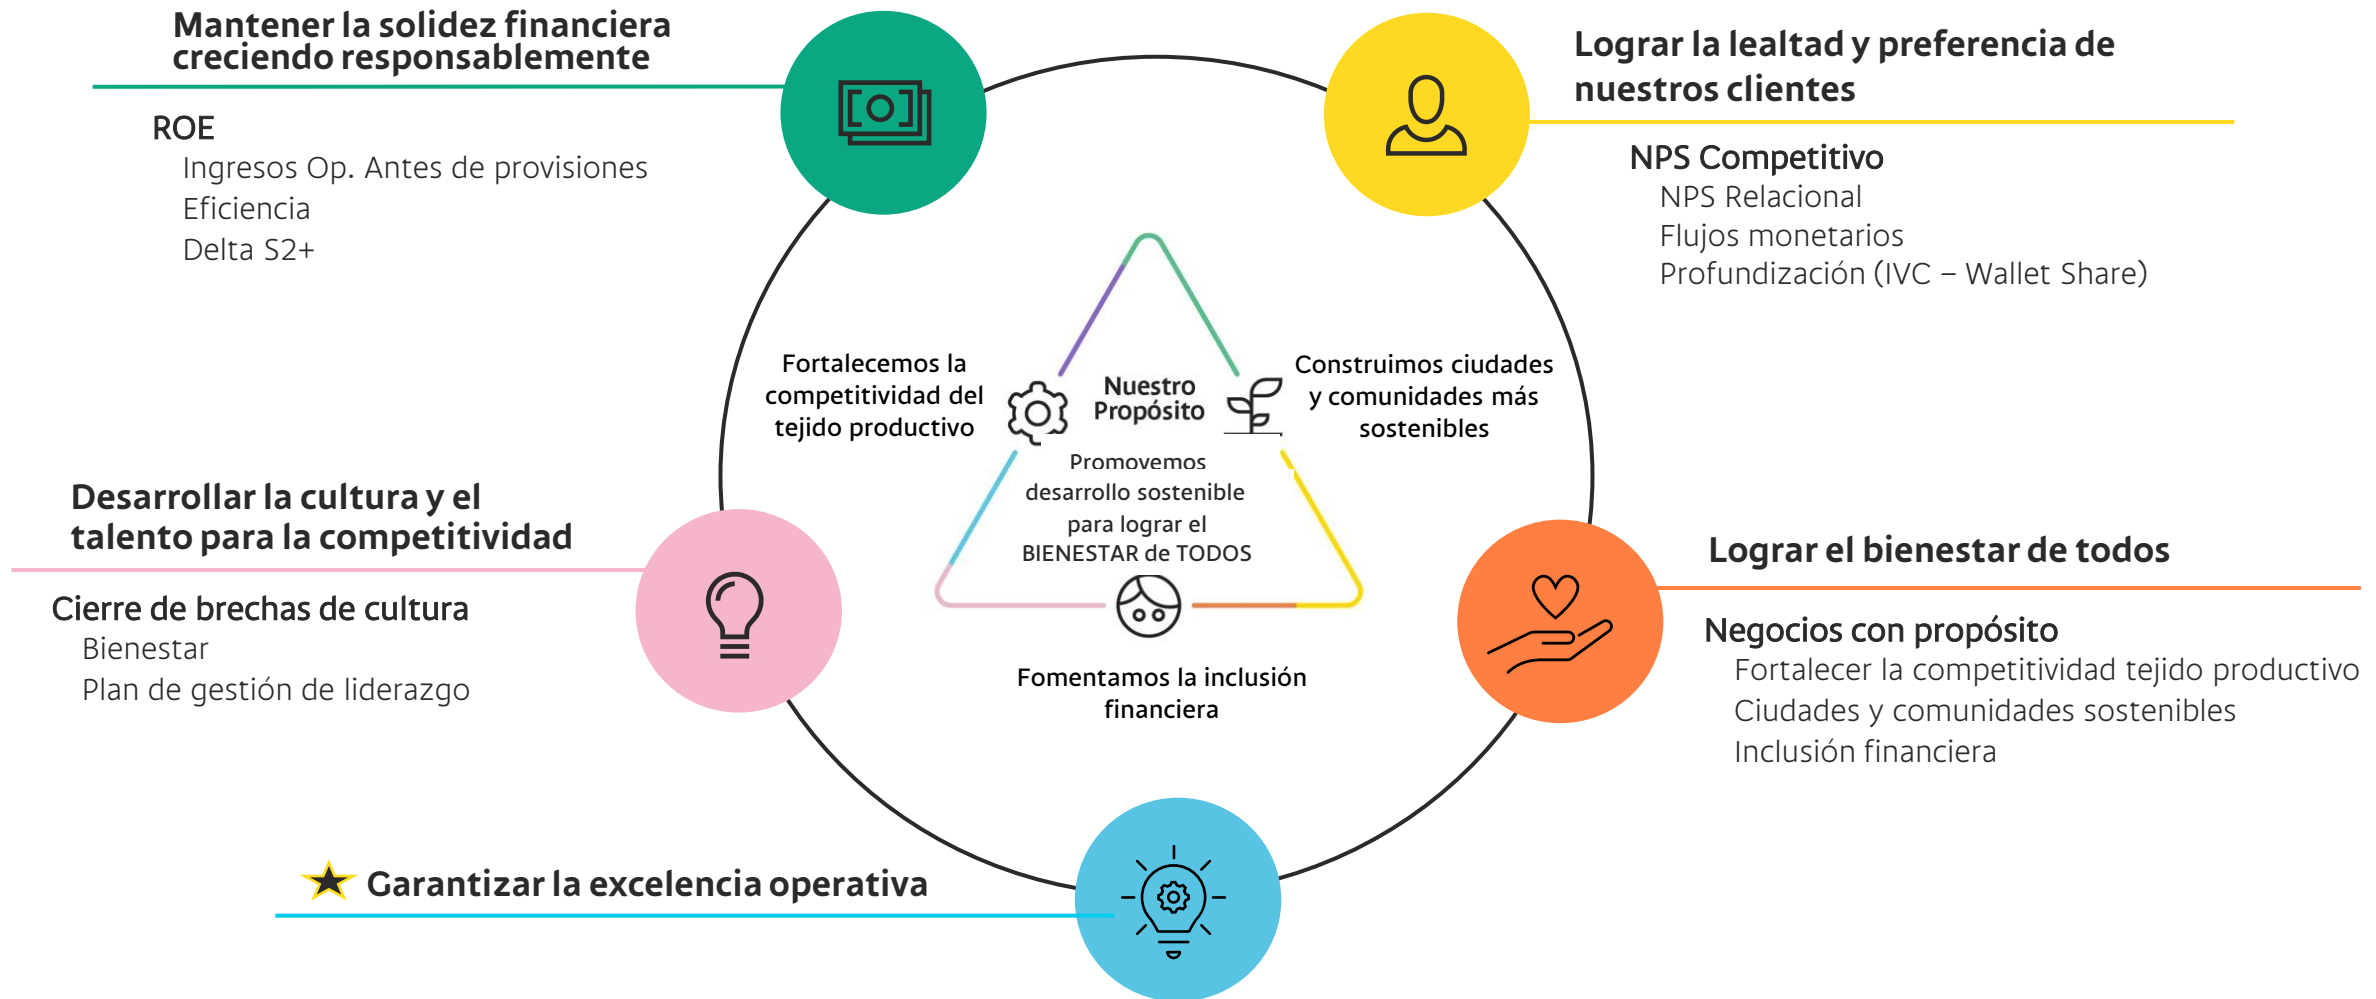 Mantener la solidez financiera
creciendo responsablemente
ROE
Ingresos Op. Antes de provisiones
Eficiencia
Delta S2+
Lograr la lealtad y preferencia de
nuestros clientes
NPS Competitivo
NPS Relacional
Flujos monetarios
Profundización (IVC – Wallet Share)
Fortalecemos la
competitividad del
tejido productivo
Nuestro
Propósito
Promovemos
desarrollo sostenible
para lograr el
BIENESTAR de TODOS
Construimos ciudades
y comunidades más
sostenibles
Fomentamos la inclusión
financiera
Desarrollar la cultura y el
talento para la competitividad
Cierre de brechas de cultura
Bienestar
Plan de gestión de liderazgo
Lograr el bienestar de todos
Negocios con propósito
Fortalecer la competitividad tejido productivo
Ciudades y comunidades sostenibles
Inclusión financiera
Garantizar la excelencia operativa